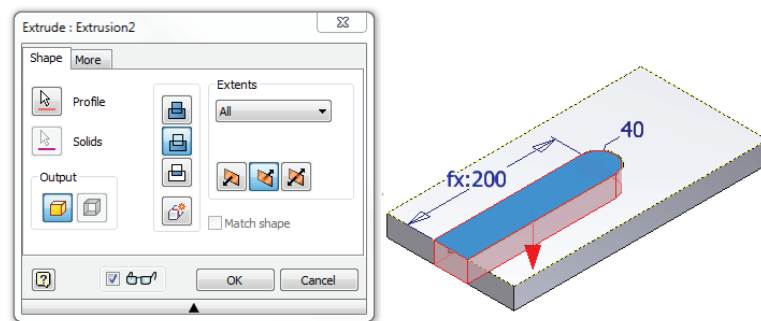 Extrude : Extrusion2
Shape
More
Profile
Solids
Output
Extents
All
Match shape
OK
Cancel
fx:200
40